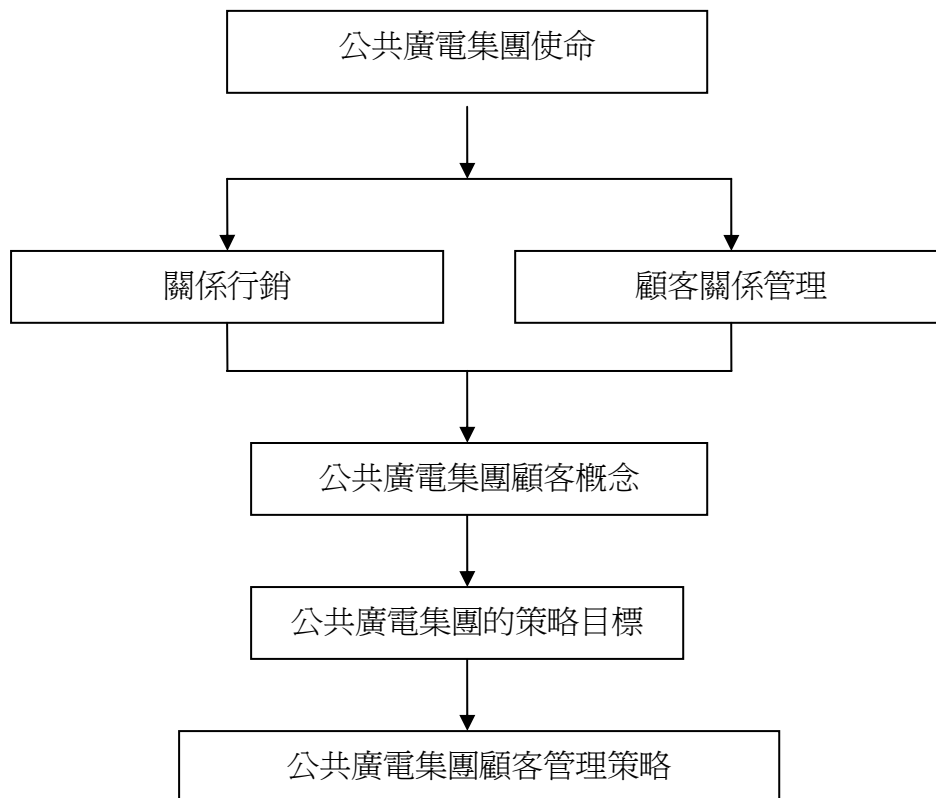 公共廣電集團使命
關係行銷
顧客關係管理
公共廣電集團顧客概念
公共廣電集團的策略目標
公共廣電集團顧客管理策略